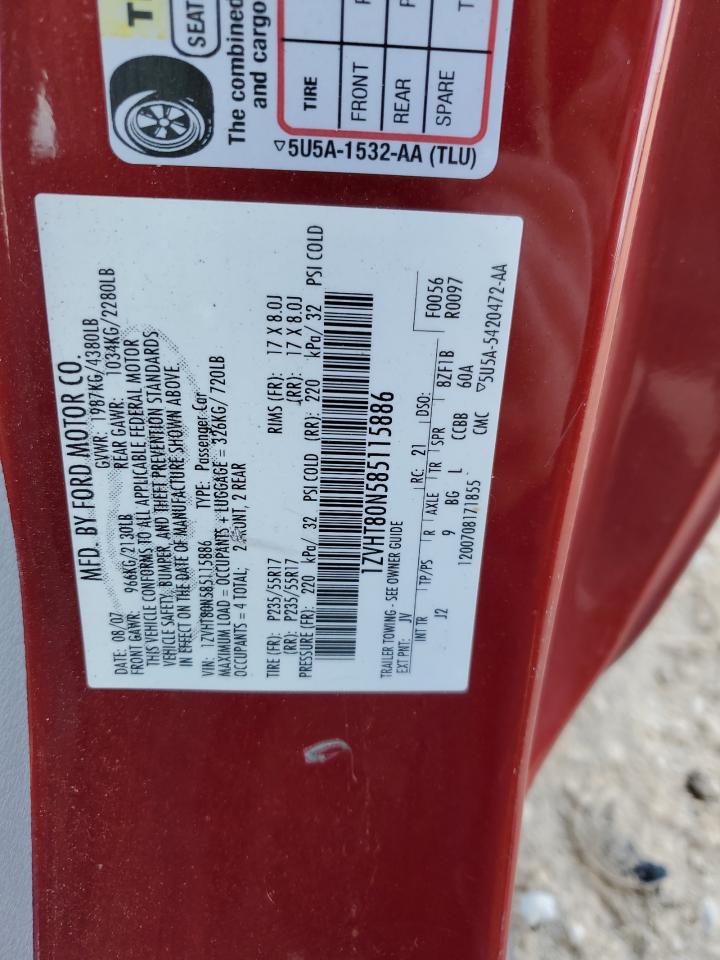 T
SEAT
The combined
and cargo
TIRE
FRONT
REAR
SPARE
▽5U5A-1532-AA (TLU)
MFD. BY FORD MOTOR CO.
DATE: 08/07 GVWR: 1987KG/4380LB
FRONT GAWR: 966KG/2130LB REAR GAWR: 1034KG/2280LB
THIS VEHICLE CONFORMS TO ALL APPLICABLE FEDERAL MOTOR
VEHICLE SAFETY, BUMPER, AND THEFT PREVENTION STANDARDS
IN EFFECT ON THE DATE OF MANUFACTURE SHOWN ABOVE
VIN: 1ZVHT80N585115886 TYPE: Passenger Car
MAXIMUM LOAD = OCCUPANTS + LUGGAGE = 326KG/720LB
OCCUPANTS = 4 TOTAL; 2 FRONT, 2 REAR
TIRE (FR): P235/55R17 RIMS (FR): 17 X 8.0J
(RR): P235/55R17 (RR): 17 X 8.0J
PRESSURE (FR): 220 kPa/ 32 PSI COLD (RR): 220 kPa/ 32 PSI COLD
1ZVHT80N585115886
TRAILER TOWING - SEE OWNER GUIDE
EXT PNT: JV RC: 21 DSO: F0056
INT TR TP/PS R AXLE TR SPR 8ZF1B R0097
J2 9 BG L CCBB 60A
1200708171855 CMC ▽5U5A-5420472-AA